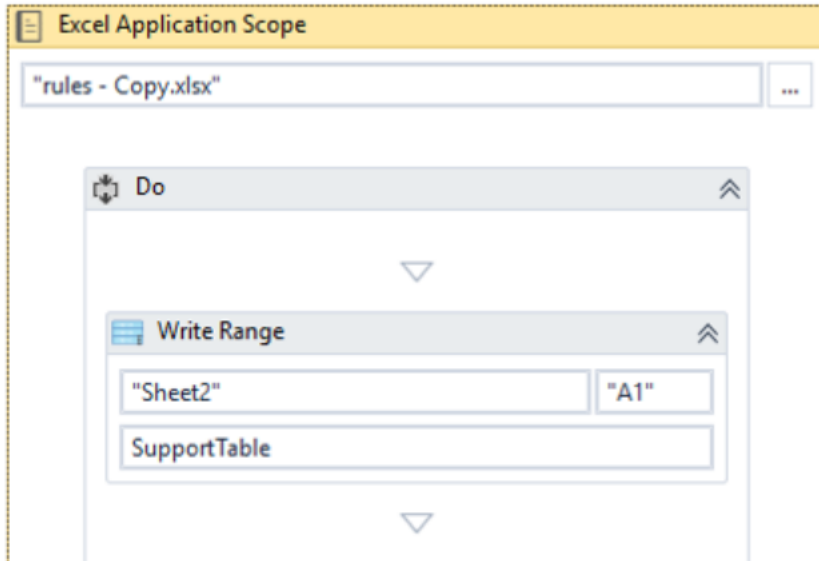 Excel Application Scope
"rules - Copy.xlsx"
...
Do
Write Range
"Sheet2" "A1"
SupportTable